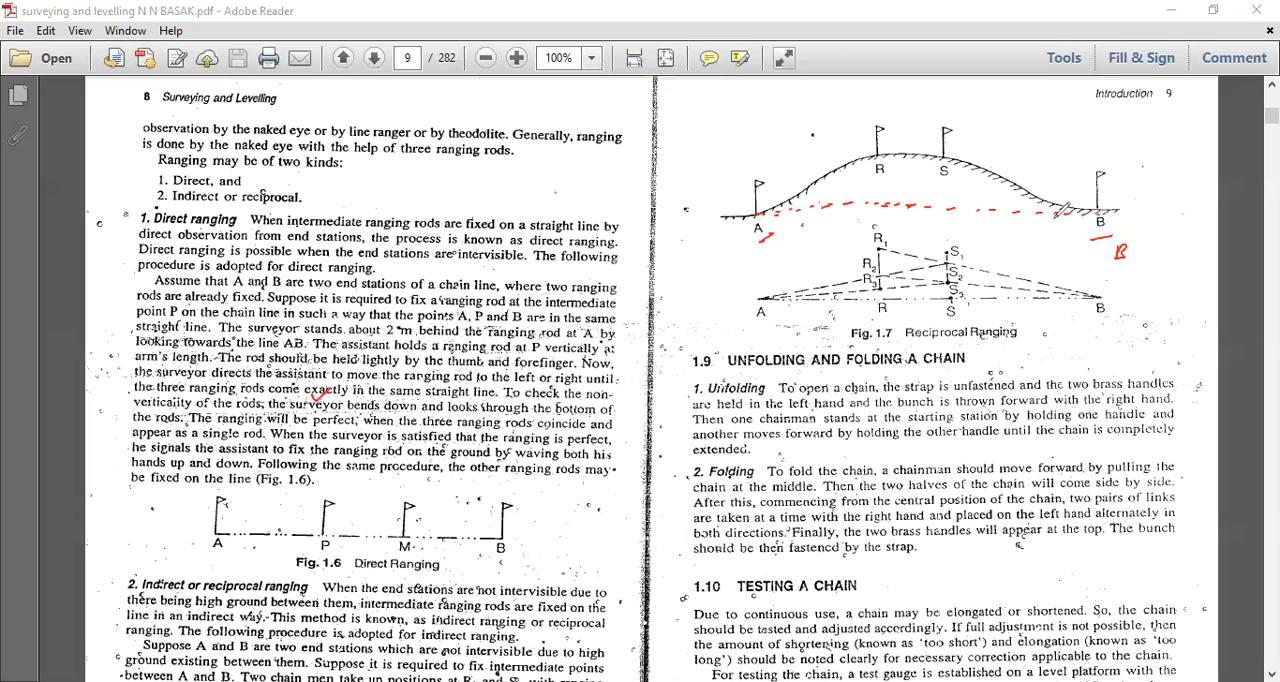 surveying and levelling N N BASAK.pdf - Adobe Reader
File Edit View Window Help
Open 9 / 282 100% Tools Fill & Sign Comment
8 Surveying and Levelling
observation by the naked eye or by line ranger or by theodolite. Generally, ranging
is done by the naked eye with the help of three ranging rods.
Ranging may be of two kinds:
1. Direct, and
2. Indirect or reciprocal.
1. Direct ranging When intermediate ranging rods are fixed on a straight line by
direct observation from end stations, the process is known as direct ranging.
Direct ranging is possible when the end stations are intervisible. The following
procedure is adopted for direct ranging.
Assume that A and B are two end stations of a chain line, where two ranging
rods are already fixed. Suppose it is required to fix a ranging rod at the intermediate
point P on the chain line in such a way that the points A, P and B are in the same
straight line. The surveyor stands about 2 m behind the ranging rod at A by
looking towards the line AB. The assistant holds a ranging rod at P vertically at
arm's length. The rod should be held lightly by the thumb and forefinger. Now,
the surveyor directs the assistant to move the ranging rod to the left or right until
the three ranging rods come exactly in the same straight line. To check the non-
verticality of the rods, the surveyor bends down and looks through the bottom of
the rods. The ranging will be perfect, when the three ranging rods coincide and
appear as a single rod. When the surveyor is satisfied that the ranging is perfect,
he signals the assistant to fix the ranging rod on the ground by waving both his
hands up and down. Following the same procedure, the other ranging rods may
be fixed on the line (Fig. 1.6).
A P M B
Fig. 1.6 Direct Ranging
2. Indirect or reciprocal ranging When the end stations are not intervisible due to
there being high ground between them, intermediate ranging rods are fixed on the
line in an indirect way. This method is known, as indirect ranging or reciprocal
ranging. The following procedure is adopted for indirect ranging.
Suppose A and B are two end stations which are not intervisible due to high
ground existing between them. Suppose it is required to fix intermediate points
between A and B. Two chain men take up positions at R
Introduction 9
R S
A B
B
R1 S1
R2 S2
R3 S3
A R S B
Fig. 1.7 Reciprocal Ranging
1.9 UNFOLDING AND FOLDING A CHAIN
1. Unfolding To open a chain, the strap is unfastened and the two brass handles
are held in the left hand and the bunch is thrown forward with the right hand.
Then one chainman stands at the starting station by holding one handle and
another moves forward by holding the other handle until the chain is completely
extended.
2. Folding To fold the chain, a chainman should move forward by pulling the
chain at the middle. Then the two halves of the chain will come side by side.
After this, commencing from the central position of the chain, two pairs of links
are taken at a time with the right hand and placed on the left hand alternately in
both directions. Finally, the two brass handles will appear at the top. The bunch
should be then fastened by the strap.
1.10 TESTING A CHAIN
Due to continuous use, a chain may be elongated or shortened. So, the chain
should be tested and adjusted accordingly. If full adjustment is not possible, then
the amount of shortening (known as 'too short') and elongation (known as 'too
long') should be noted clearly for necessary correction applicable to the chain.
For testing the chain, a test gauge is established on a level platform with the